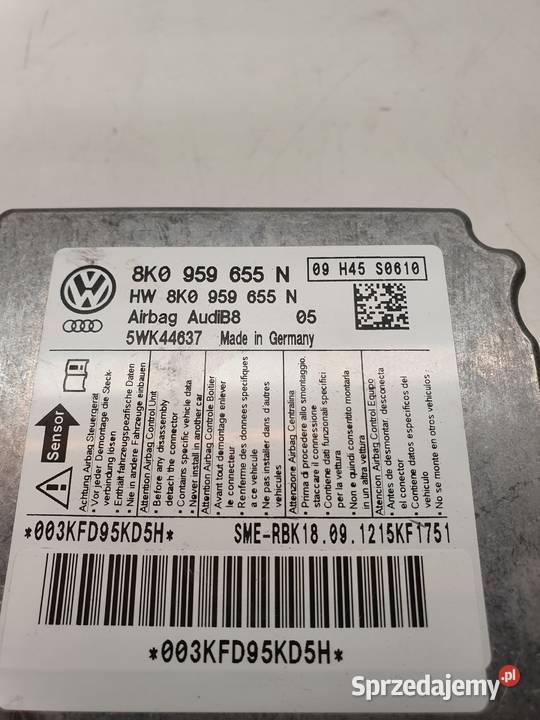 8K0 959 655 N
09 H45 S0610
HW 8K0 959 655 N
Airbag AudiB8 05
5WK44637 Made in Germany
Sensor
Achtung Airbag Steuergerät
• Vor jeder Demontage die Steck-
verbindung lösen
• Enthält fahrzeugspezifische Daten
• Nie in andere Fahrzeuge einbauen
Attention Airbag Control Unit
• Before any disassembly
detach the connector
• Contains specific vehicle data
• Never install in another car
Attention Airbag Controle Boitier
• Avant tout demontage enlever
le connecteur
• Renferme des donnees specifiques
a ce vehicule
• Ne pas installer dans d'autres
vehicules
Attenzione Airbag Centralina
• Prima di procedere allo smontaggio,
staccare il connessione
• Contiene dati funzionali specifici
per la vettura
• Non e quindi consentito montarla
in un altra vettura
Atencion Airbag Control Equipo
• Antes de desmontar, desconecta
el conector
• Contiene datos especificos del
vehiculo
• No se monte en otros vehiculos
*003KFD95KD5H*
SME-RBK18.09.1215KF1751
*003KFD95KD5H*
Sprzedajemy.pl